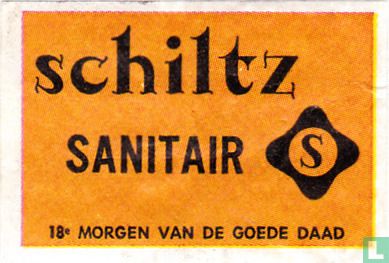 schiltz
SANITAIR S
18e MORGEN VAN DE GOEDE DAAD